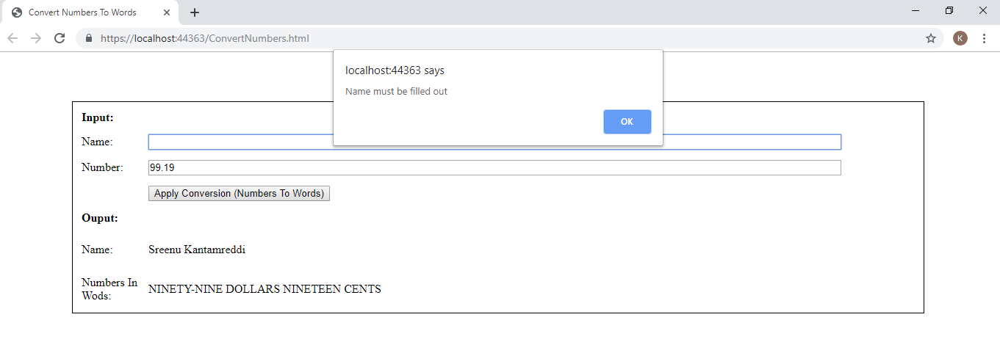 Convert Numbers To Words
https://localhost:44363/ConvertNumbers.html
K
localhost:44363 says
Name must be filled out
OK
Input:
Name:
Number: 99.19
Apply Conversion (Numbers To Words)
Ouput:
Name: Sreenu Kantamreddi
Numbers In
Wods:
NINETY-NINE DOLLARS NINETEEN CENTS